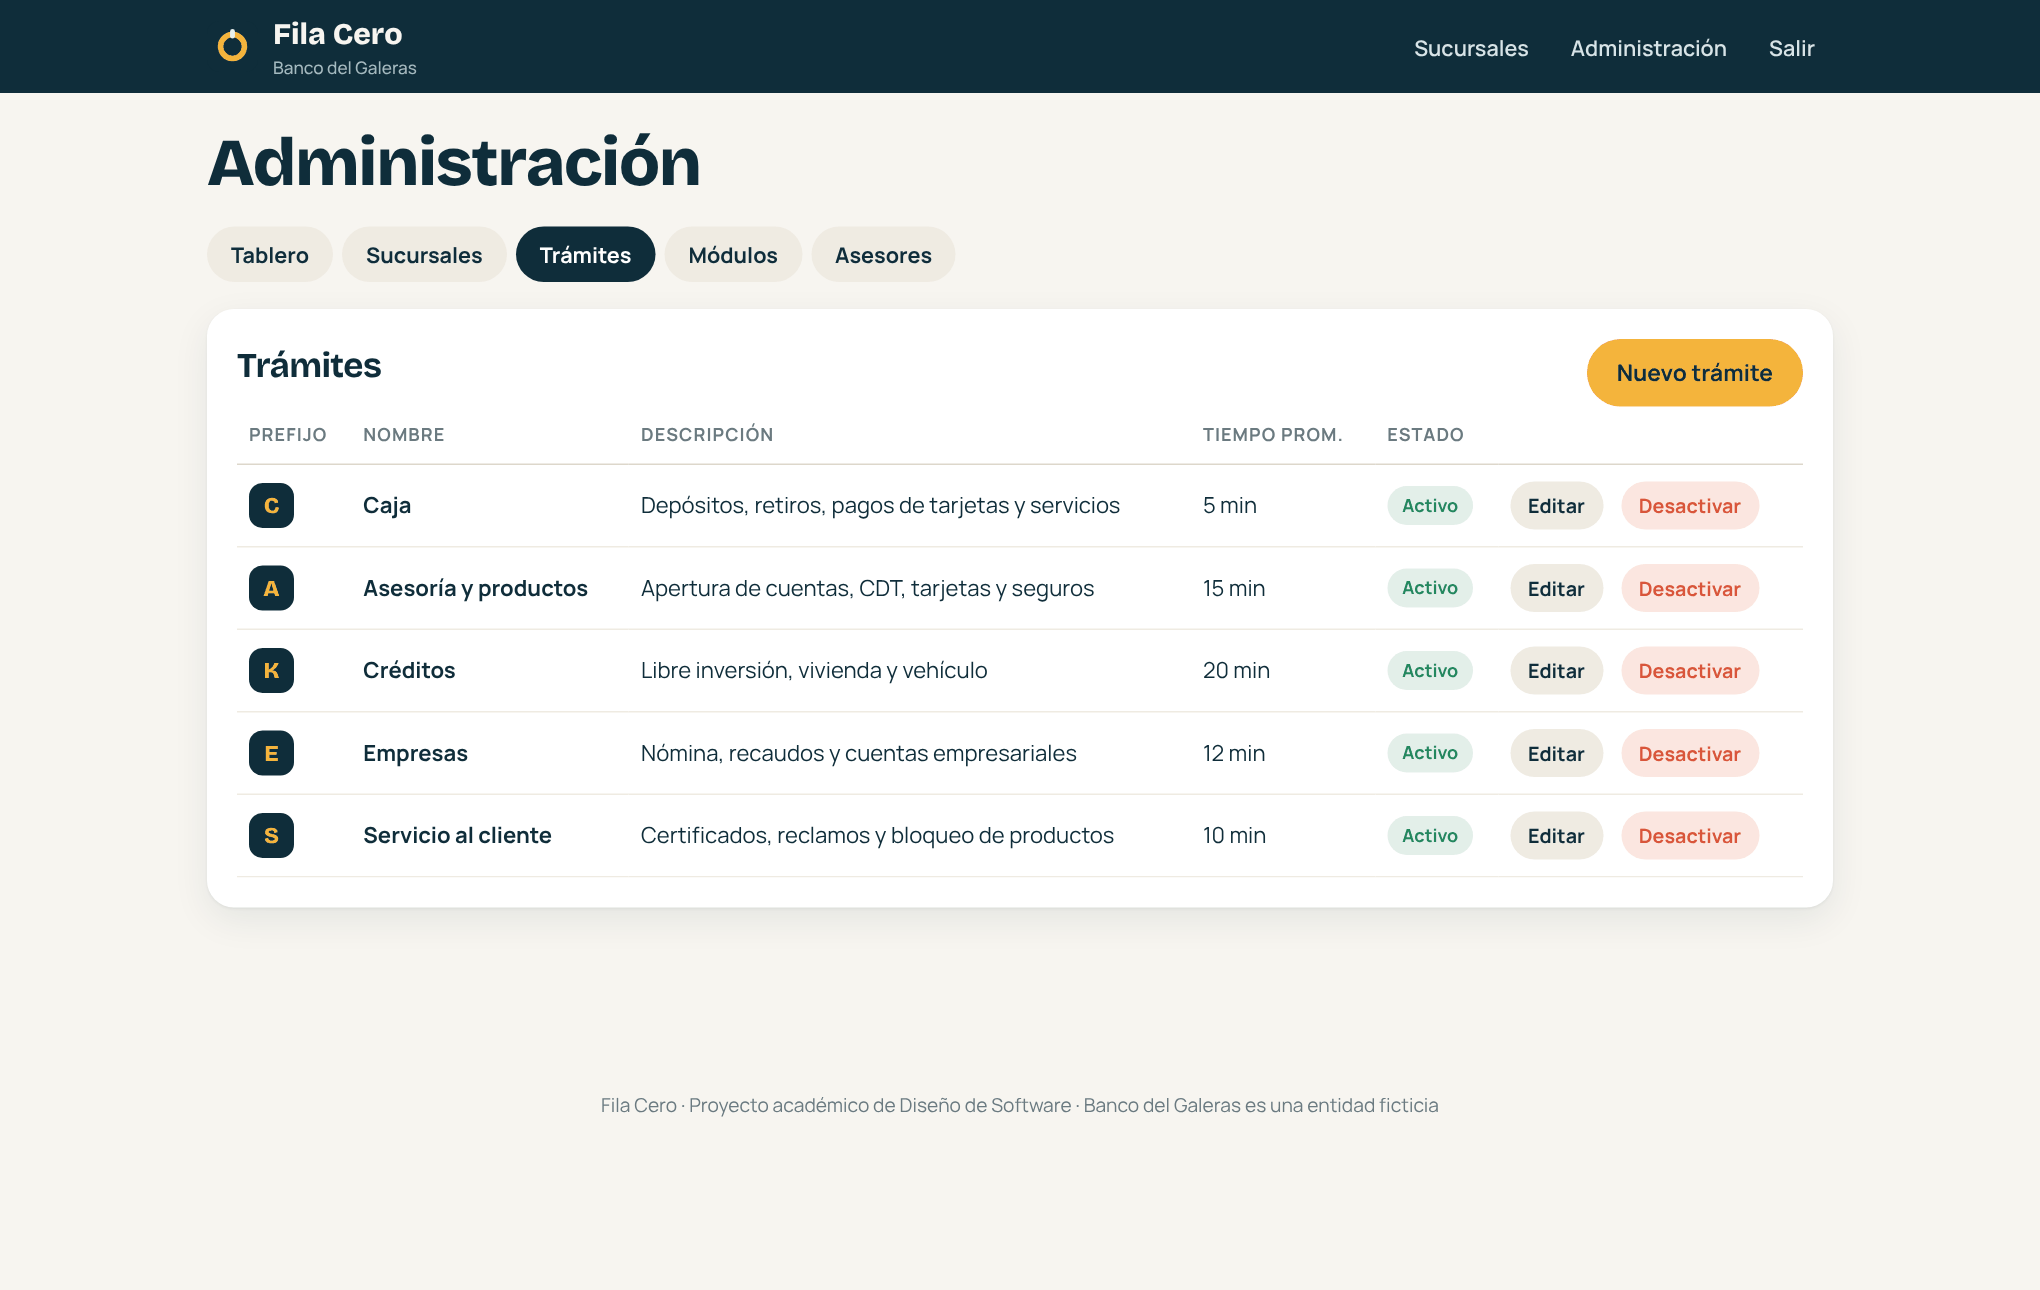 Fila Cero
Banco del Galeras
Sucursales Administración Salir
Administración
Tablero Sucursales Trámites Módulos Asesores
Trámites
Nuevo trámite
PREFIJO NOMBRE DESCRIPCIÓN TIEMPO PROM. ESTADO
C Caja Depósitos, retiros, pagos de tarjetas y servicios 5 min Activo Editar Desactivar
A Asesoría y productos Apertura de cuentas, CDT, tarjetas y seguros 15 min Activo Editar Desactivar
K Créditos Libre inversión, vivienda y vehículo 20 min Activo Editar Desactivar
E Empresas Nómina, recaudos y cuentas empresariales 12 min Activo Editar Desactivar
S Servicio al cliente Certificados, reclamos y bloqueo de productos 10 min Activo Editar Desactivar
Fila Cero · Proyecto académico de Diseño de Software · Banco del Galeras es una entidad ficticia